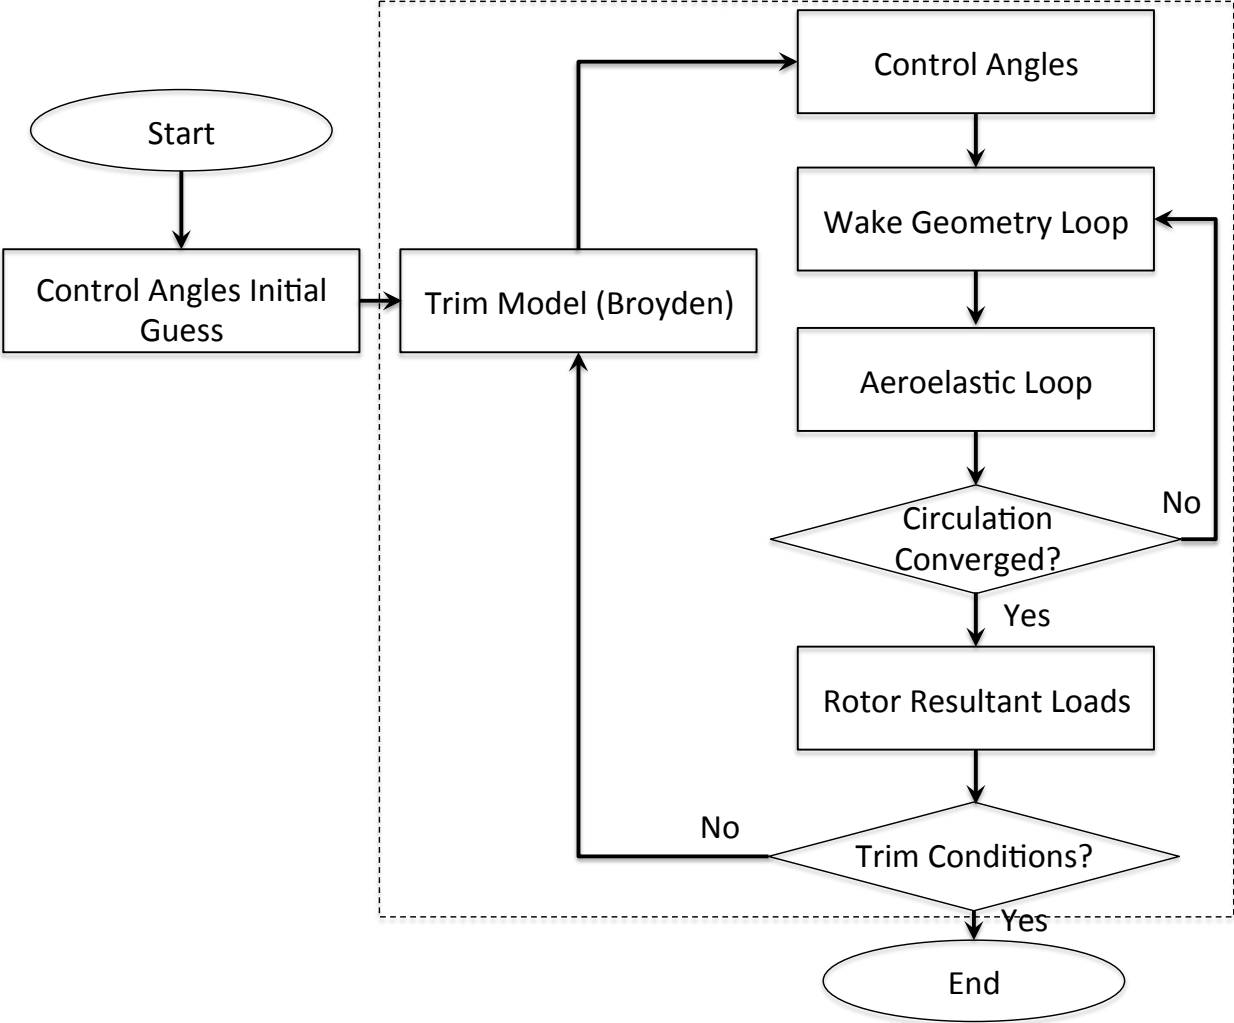 Start
Control Angles Initial
Guess
Trim Model (Broyden)
Control Angles
Wake Geometry Loop
Aeroelastic Loop
Circulation
Converged?
No
Yes
Rotor Resultant Loads
Trim Conditions?
No
Yes
End